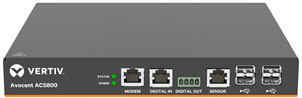 VERTIV.
Avocent ACS800
STATUS
POWER
MODEM
DIGITAL IN
DIGITAL OUT
SENSOR